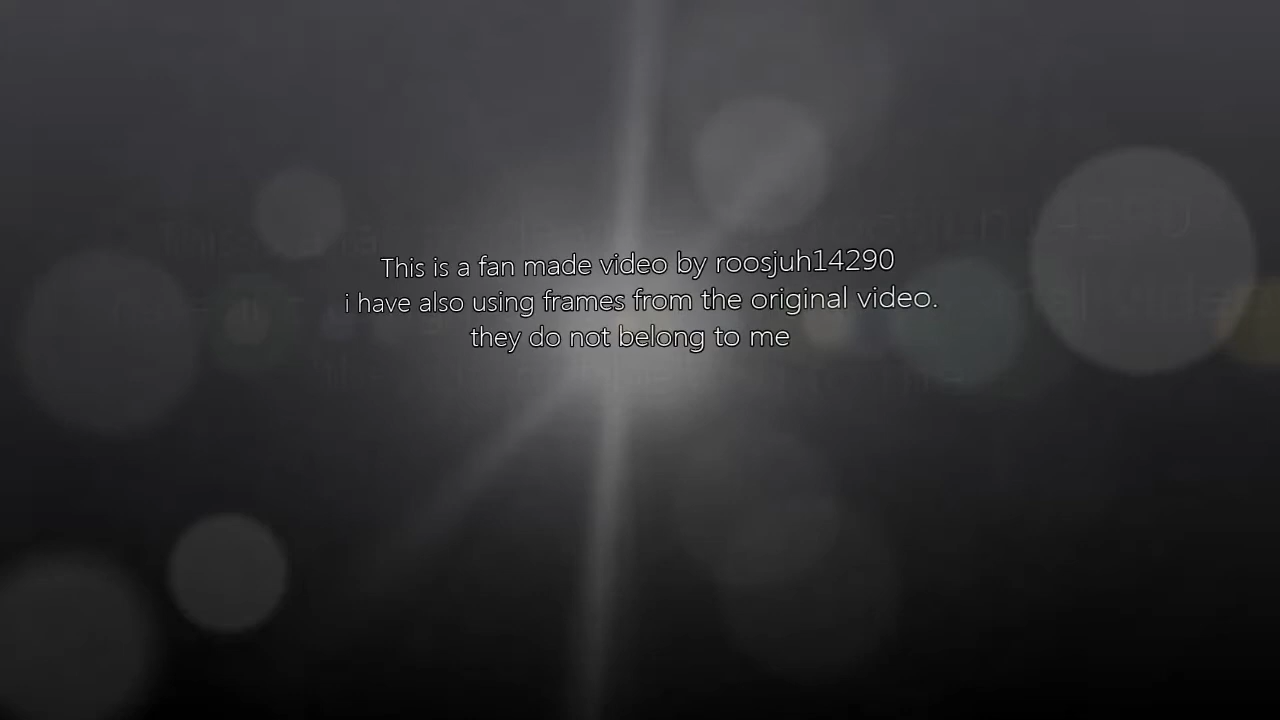 This is a fan made video by roosjuh14290
i have also using frames from the original video.
they do not belong to me